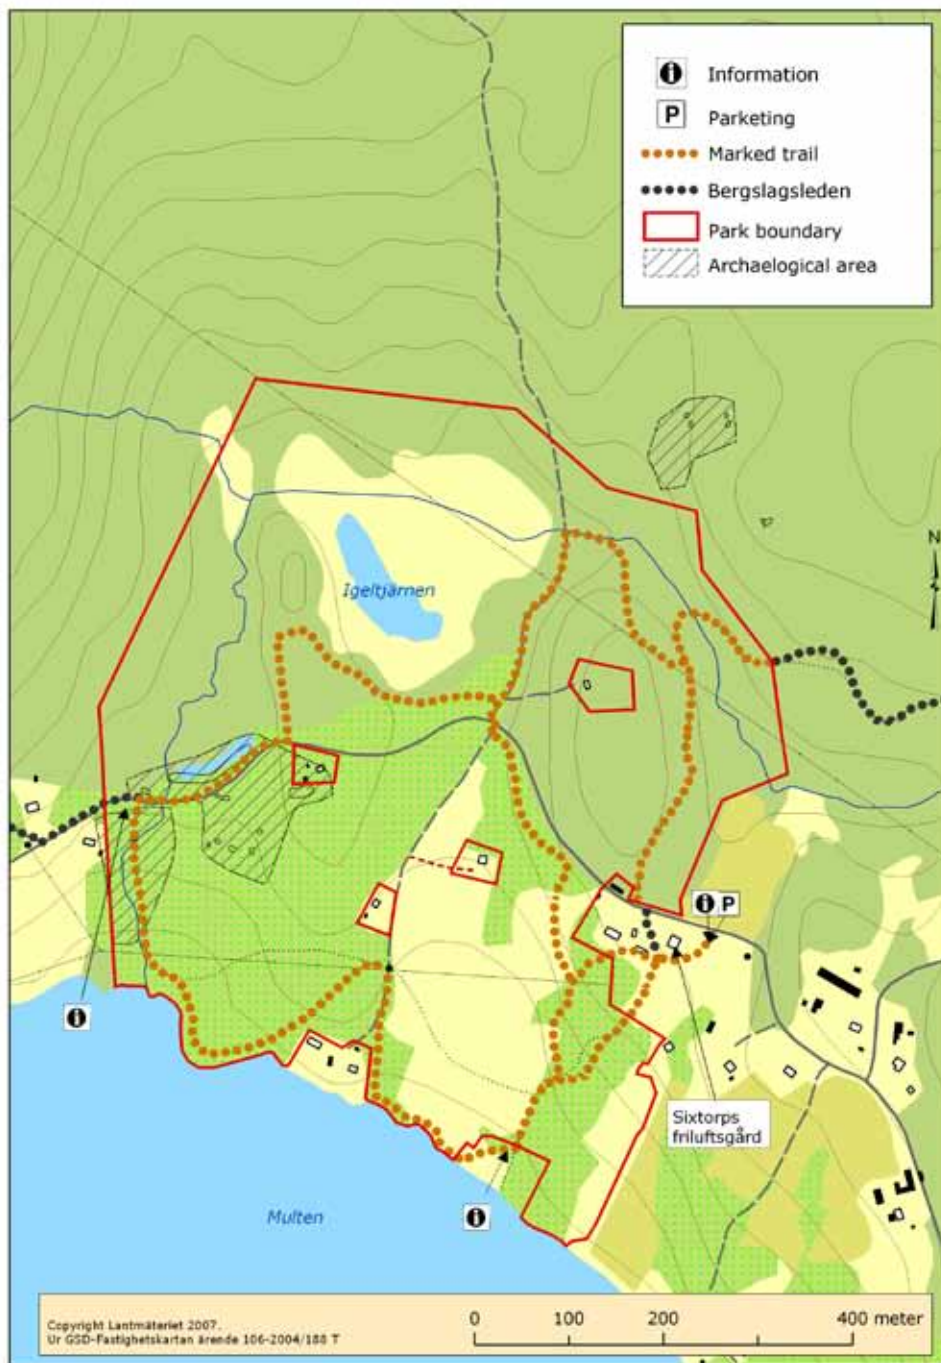 Information
P Parketing
Marked trail
Bergslagsleden
Park boundary
Archaelogical area
N
Igeltjärnen
P
Sixtorps
friluftsgård
Multen
Copyright Lantmäteriet 2007.
Ur GSD-Fastighetskartan ärende 106-2004/188 T
0 100 200 400 meter